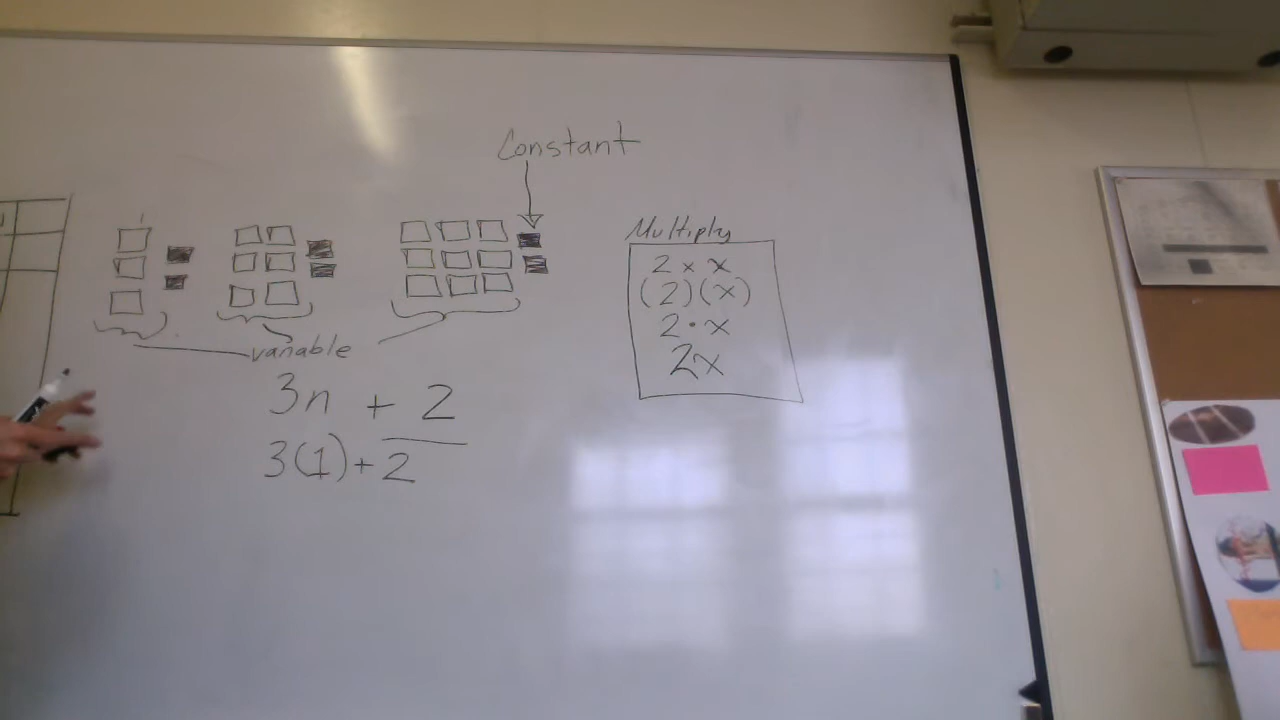 Constant
Multiply
2 × x
(2)(x)
2 · x
2x
variable
3n + 2
3(1) + 2